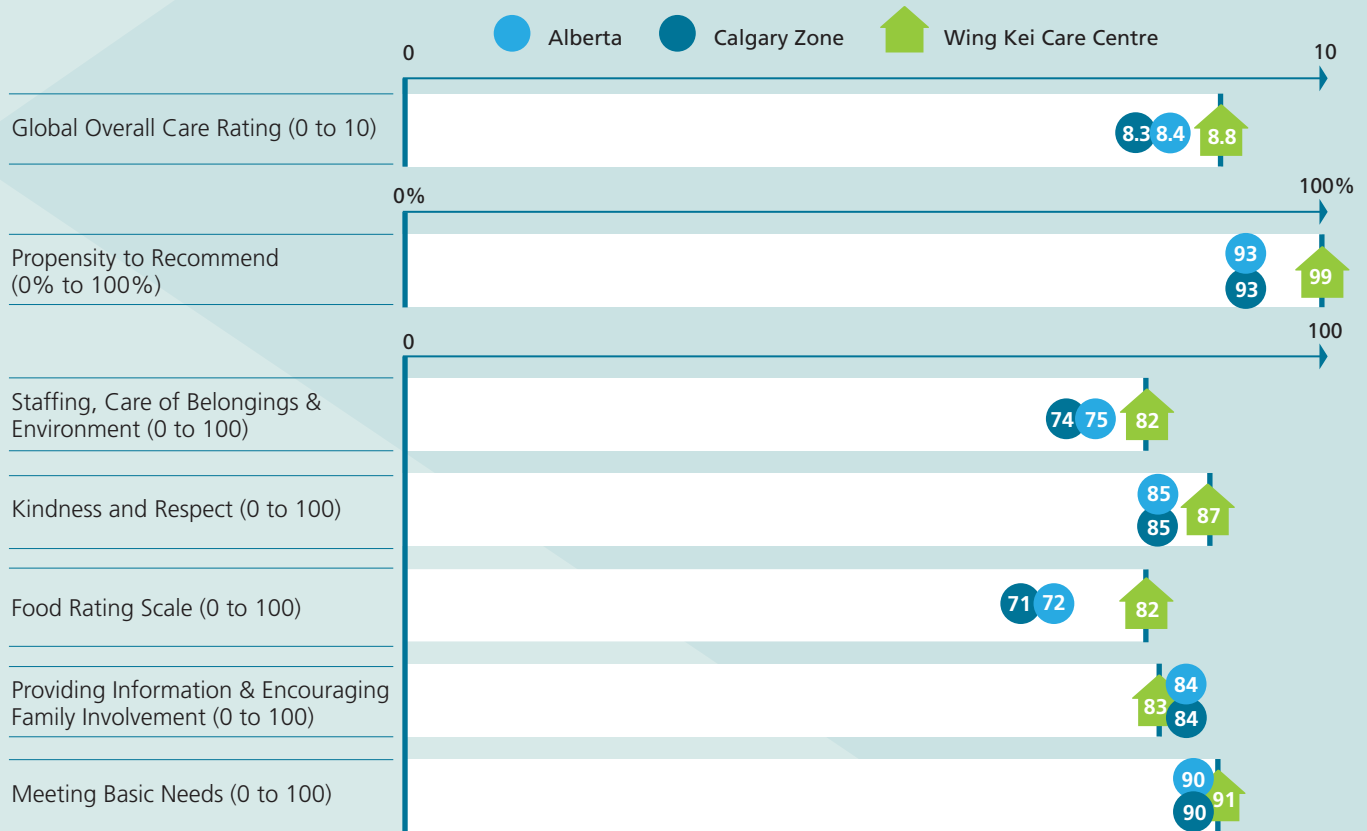 Alberta
Calgary Zone
Wing Kei Care Centre
0
10
Global Overall Care Rating (0 to 10)
8.3
8.4
8.8
0%
100%
Propensity to Recommend
(0% to 100%)
93
93
99
0
100
Staffing, Care of Belongings &
Environment (0 to 100)
74
75
82
Kindness and Respect (0 to 100)
85
85
87
Food Rating Scale (0 to 100)
71
72
82
Providing Information & Encouraging
Family Involvement (0 to 100)
83
84
84
Meeting Basic Needs (0 to 100)
90
90
91